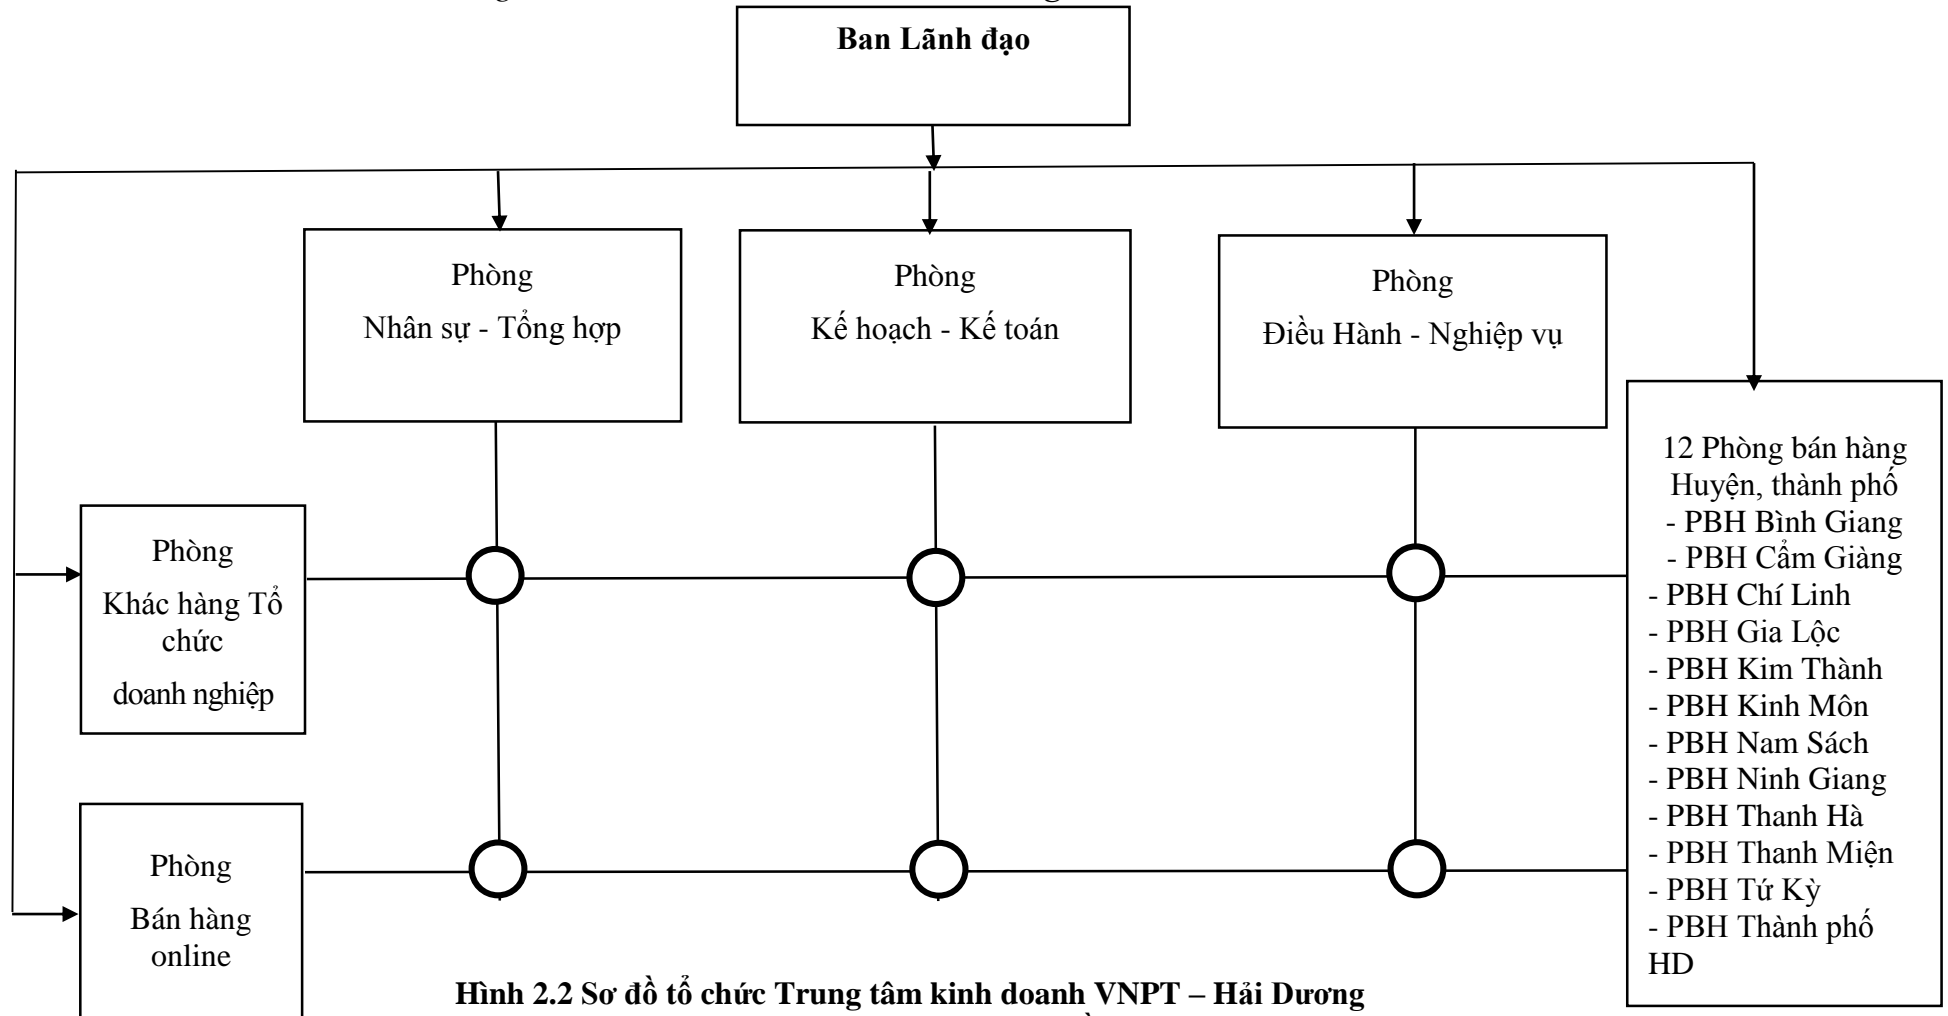 Ban Lãnh đạo
Phòng
Nhân sự - Tổng hợp
Phòng
Kế hoạch - Kế toán
Phòng
Điều Hành - Nghiệp vụ
12 Phòng bán hàng
Huyện, thành phố
- PBH Bình Giang
- PBH Cẩm Giàng
- PBH Chí Linh
- PBH Gia Lộc
- PBH Kim Thành
- PBH Kinh Môn
- PBH Nam Sách
- PBH Ninh Giang
- PBH Thanh Hà
- PBH Thanh Miện
- PBH Tứ Kỳ
- PBH Thành phố
HD
Phòng
Khác hàng Tổ
chức
doanh nghiệp
Phòng
Bán hàng
online
Hình 2.2 Sơ đồ tổ chức Trung tâm kinh doanh VNPT – Hải Dương